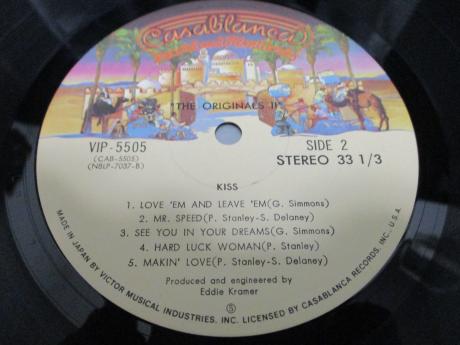 Casablanca
Record and FilmWorks
"THE ORIGINALS II"
VIP-5505
(CAB-5505)
(NBLP-7037-B)
SIDE 2
STEREO 33 1/3
KISS
1. LOVE 'EM AND LEAVE 'EM(G. Simmons)
2. MR. SPEED(P. Stanley-S. Delaney)
3. SEE YOU IN YOUR DREAMS(G. Simmons)
4. HARD LUCK WOMAN(P. Stanley)
5. MAKIN' LOVE(P. Stanley-S. Delaney)
Produced and engineered by
Eddie Kramer
Ⓢ
MADE IN JAPAN BY VICTOR MUSICAL INDUSTRIES, INC. LICENSED BY CASABLANCA RECORDS, INC., U.S.A.